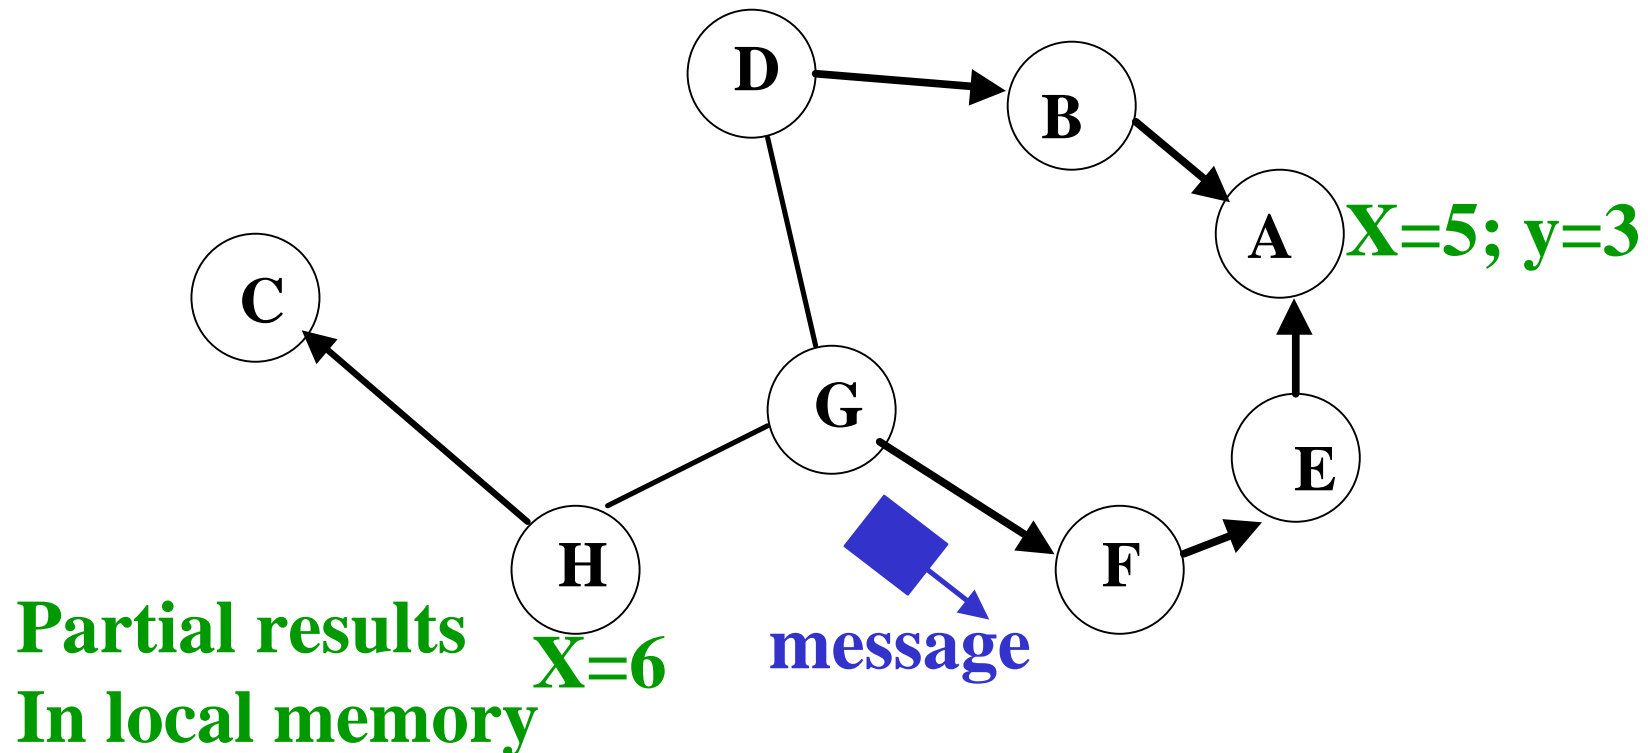 D
B
A
X=5; y=3
C
G
E
H
F
Partial results
X=6
message
In local memory